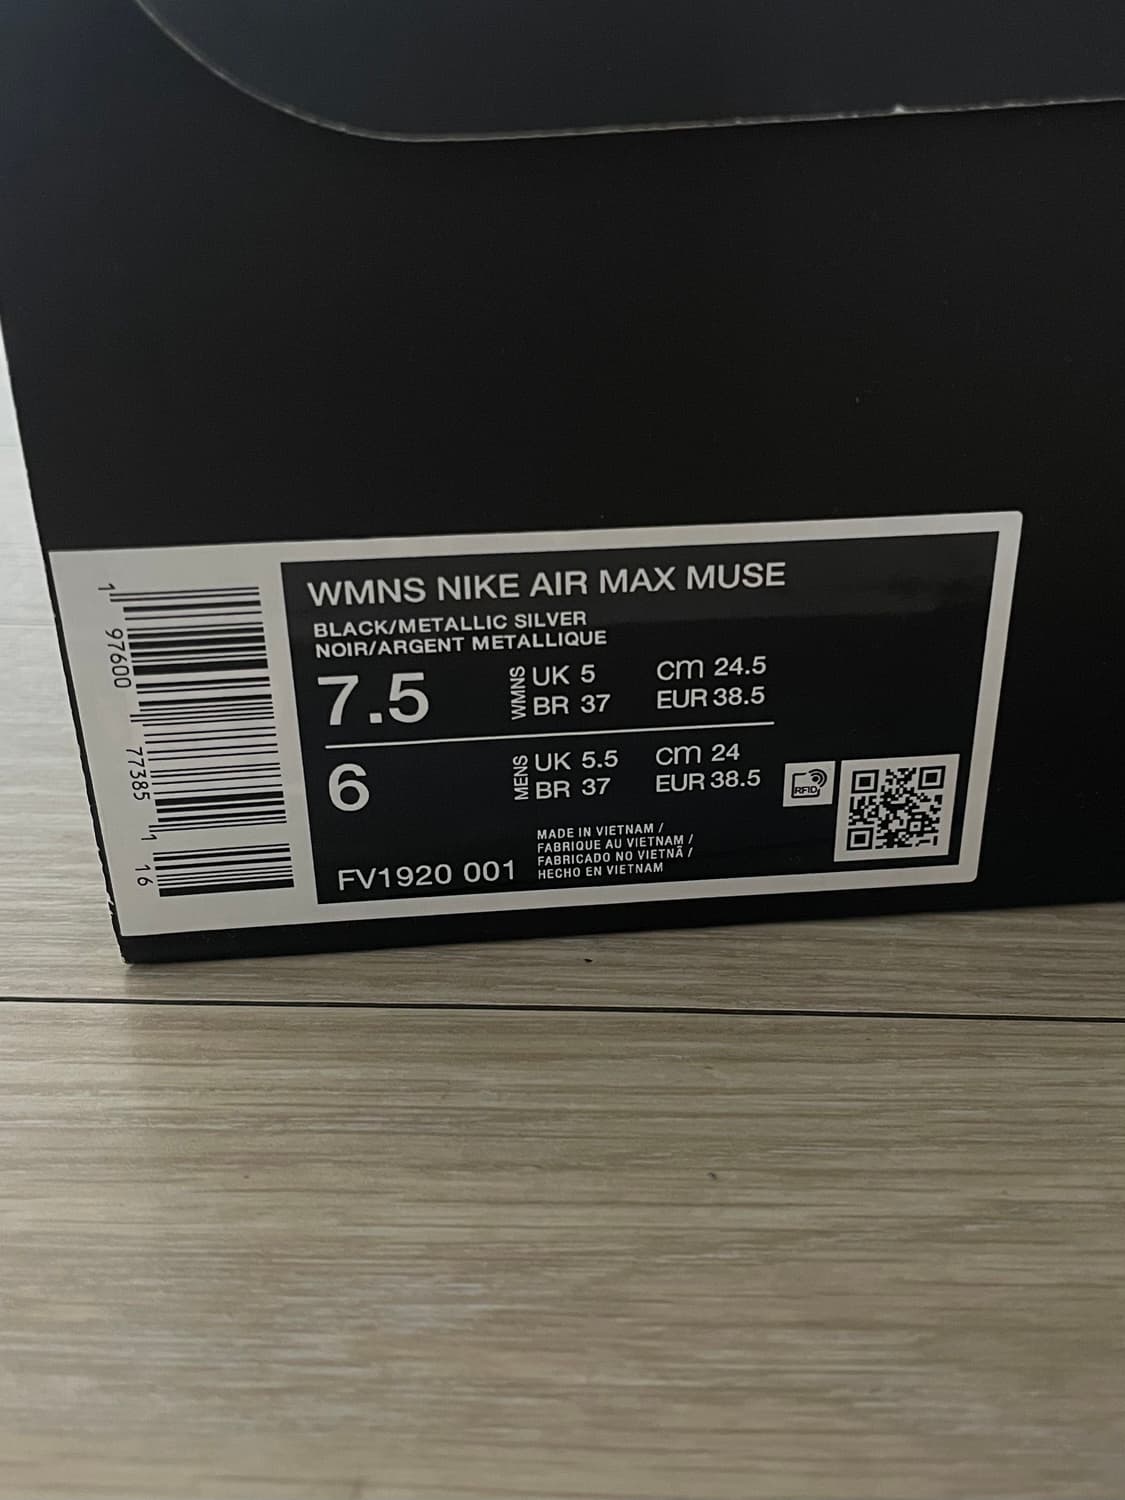 WMNS NIKE AIR MAX MUSE
BLACK/METALLIC SILVER
NOIR/ARGENT METALLIQUE
7.5
WMNS
UK 5
cm 24.5
BR 37
EUR 38.5
6
MENS
UK 5.5
cm 24
BR 37
EUR 38.5
RFID
FV1920 001
MADE IN VIETNAM /
FABRIQUE AU VIETNAM /
FABRICADO NO VIETNÃ /
HECHO EN VIETNAM
1 97600 77385 1 16